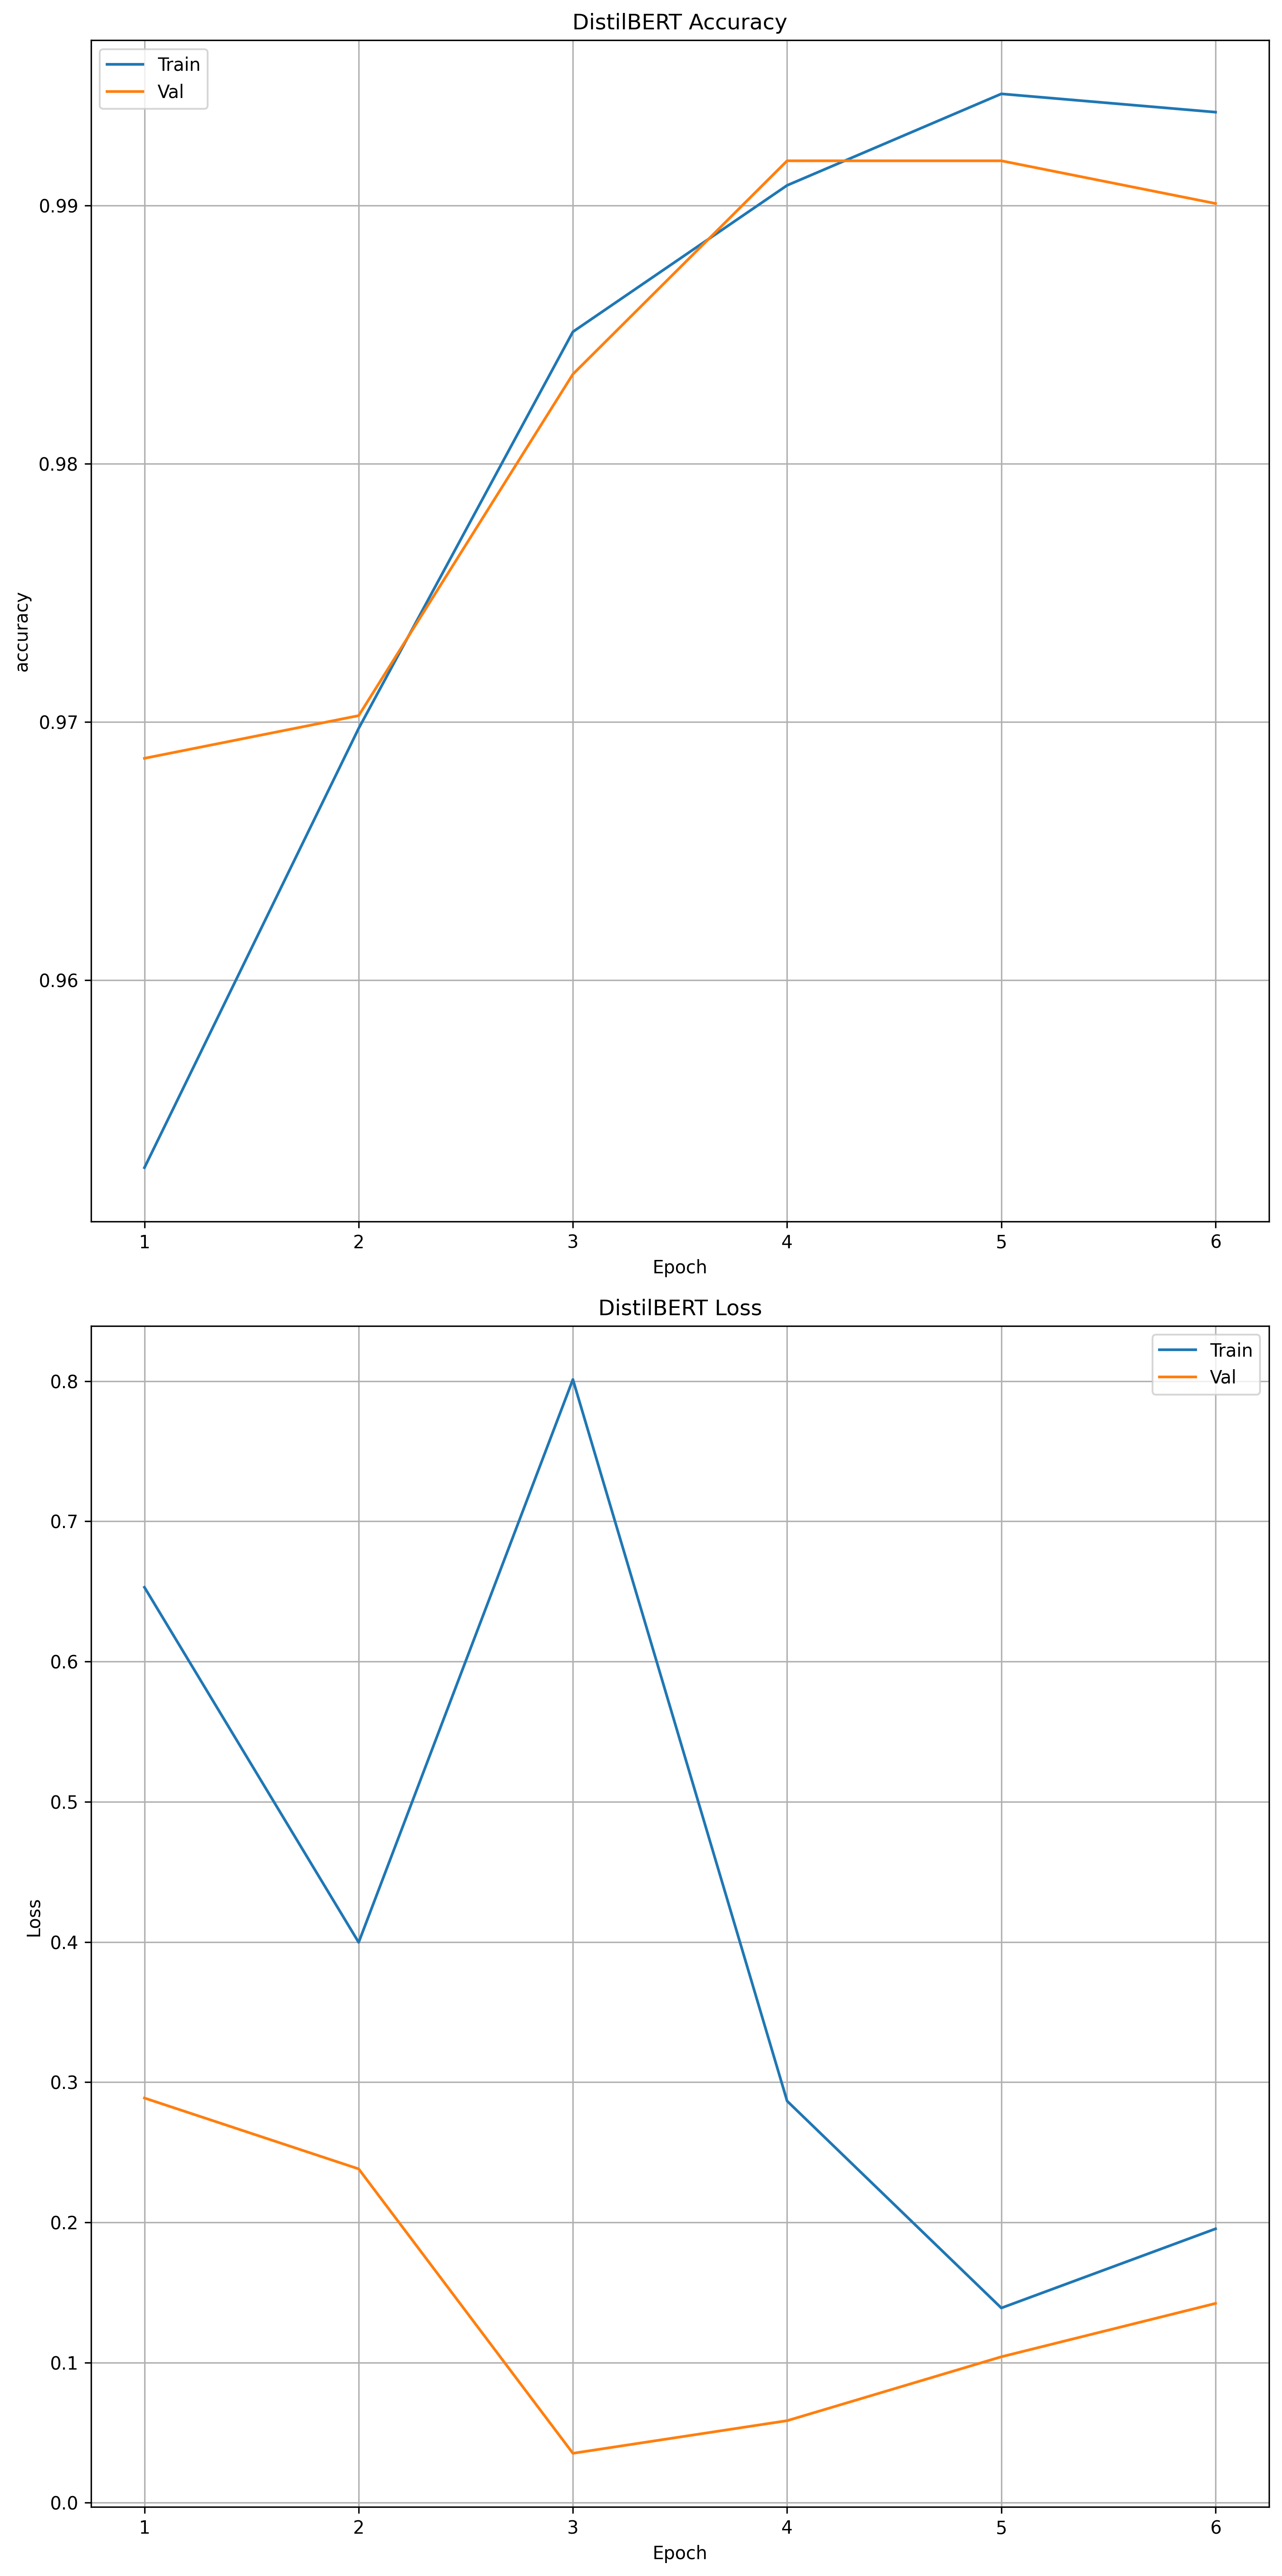 DistilBERT Accuracy
Train
Val
0.99
0.98
0.97
0.96
accuracy
1 2 3 4 5 6
Epoch
DistilBERT Loss
Train
Val
0.8
0.7
0.6
0.5
0.4
0.3
0.2
0.1
0.0
Loss
1 2 3 4 5 6
Epoch